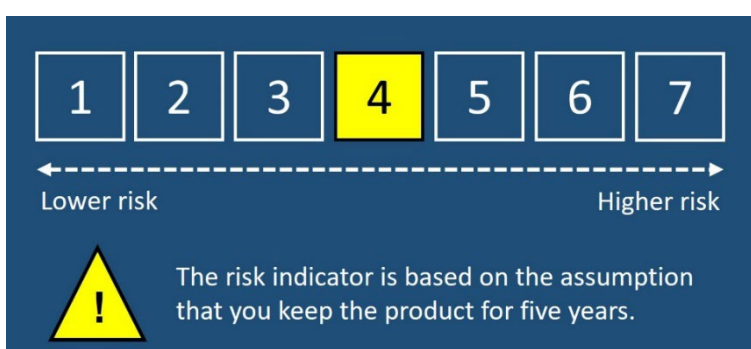 1 2 3 4 5 6 7
Lower risk Higher risk
! The risk indicator is based on the assumption
that you keep the product for five years.